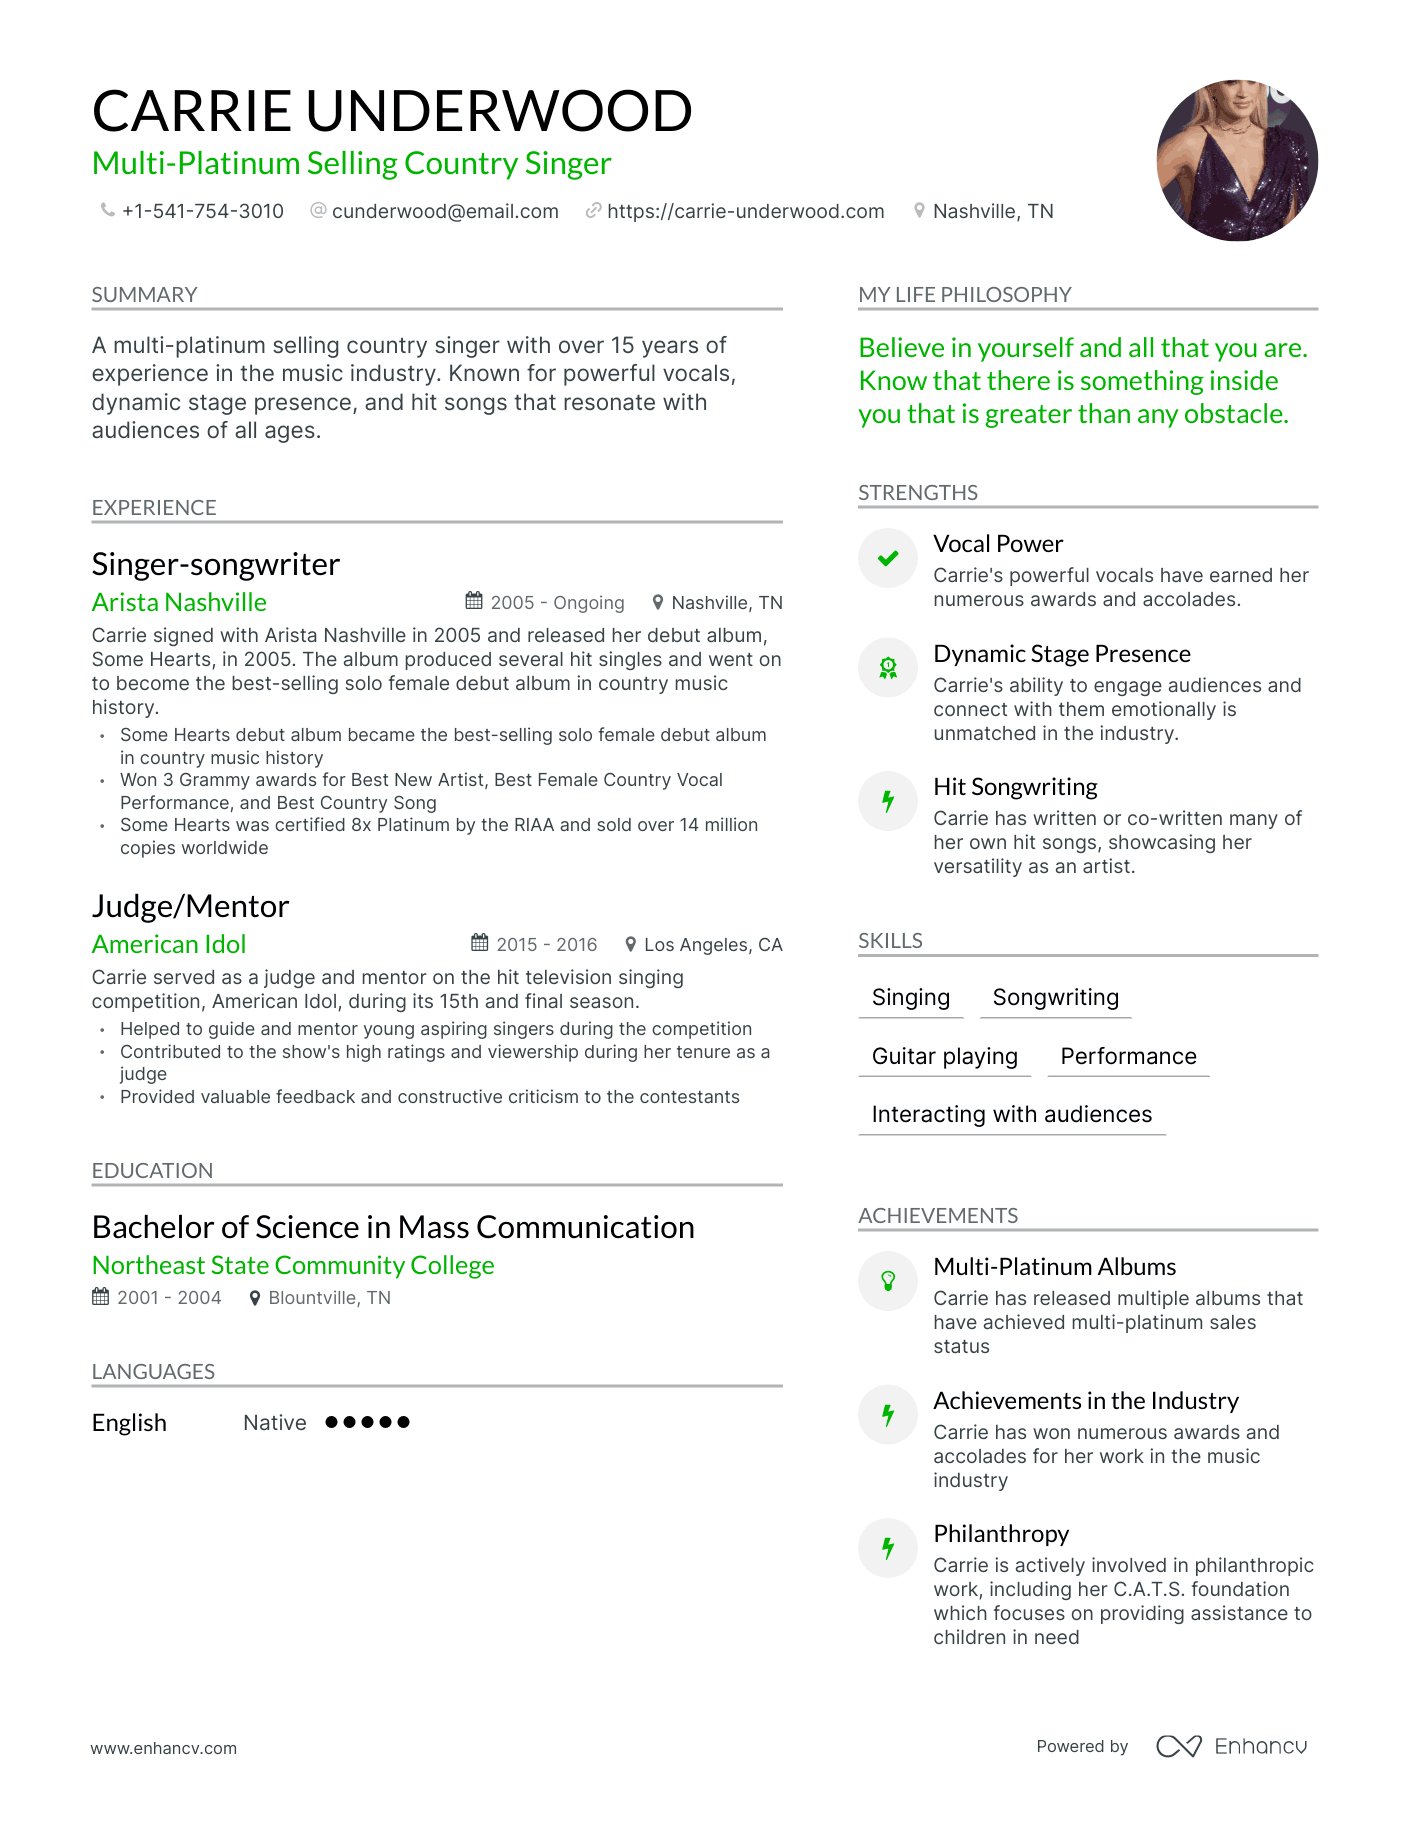 CARRIE UNDERWOOD
Multi-Platinum Selling Country Singer
+1-541-754-3010 @ cunderwood@email.com https://carrie-underwood.com Nashville, TN
SUMMARY
A multi-platinum selling country singer with over 15 years of
experience in the music industry. Known for powerful vocals,
dynamic stage presence, and hit songs that resonate with
audiences of all ages.
EXPERIENCE
Singer-songwriter
Arista Nashville 2005 - Ongoing Nashville, TN
Carrie signed with Arista Nashville in 2005 and released her debut album,
Some Hearts, in 2005. The album produced several hit singles and went on
to become the best-selling solo female debut album in country music
history.
• Some Hearts debut album became the best-selling solo female debut album
in country music history
• Won 3 Grammy awards for Best New Artist, Best Female Country Vocal
Performance, and Best Country Song
• Some Hearts was certified 8x Platinum by the RIAA and sold over 14 million
copies worldwide
Judge/Mentor
American Idol 2015 - 2016 Los Angeles, CA
Carrie served as a judge and mentor on the hit television singing
competition, American Idol, during its 15th and final season.
• Helped to guide and mentor young aspiring singers during the competition
• Contributed to the show's high ratings and viewership during her tenure as a
judge
• Provided valuable feedback and constructive criticism to the contestants
EDUCATION
Bachelor of Science in Mass Communication
Northeast State Community College
2001 - 2004 Blountville, TN
LANGUAGES
English Native
MY LIFE PHILOSOPHY
Believe in yourself and all that you are.
Know that there is something inside
you that is greater than any obstacle.
STRENGTHS
Vocal Power
Carrie's powerful vocals have earned her
numerous awards and accolades.
Dynamic Stage Presence
Carrie's ability to engage audiences and
connect with them emotionally is
unmatched in the industry.
Hit Songwriting
Carrie has written or co-written many of
her own hit songs, showcasing her
versatility as an artist.
SKILLS
Singing Songwriting
Guitar playing Performance
Interacting with audiences
ACHIEVEMENTS
Multi-Platinum Albums
Carrie has released multiple albums that
have achieved multi-platinum sales
status
Achievements in the Industry
Carrie has won numerous awards and
accolades for her work in the music
industry
Philanthropy
Carrie is actively involved in philanthropic
work, including her C.A.T.S. foundation
which focuses on providing assistance to
children in need
www.enhancv.com
Powered by Enhancv